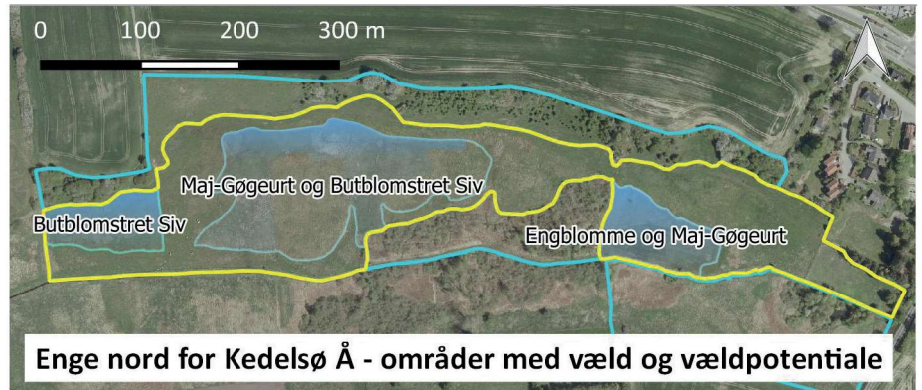 0 100 200 300 m
Maj-Gøgeurt og Butblomstret Siv
Butblomstret Siv
Engblomme og Maj-Gøgeurt
Enge nord for Kedelsø Å - områder med væld og vældpotentiale